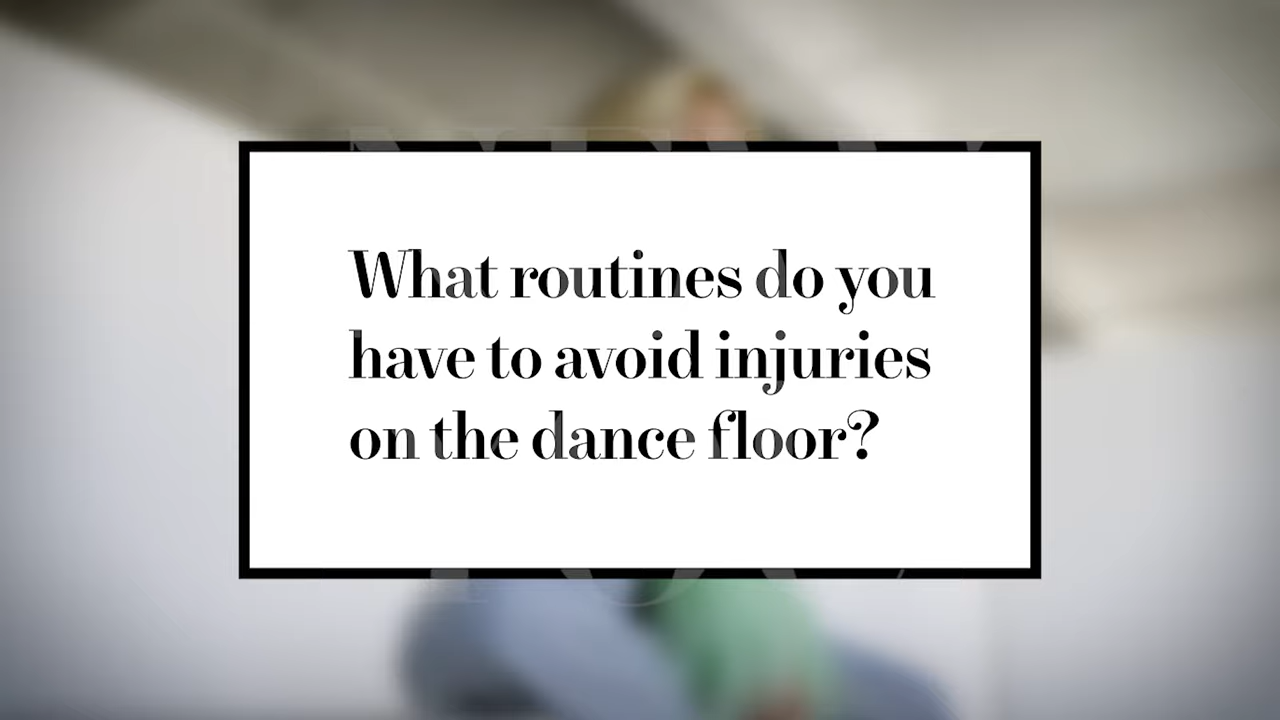 What routines do you
have to avoid injuries
on the dance floor?